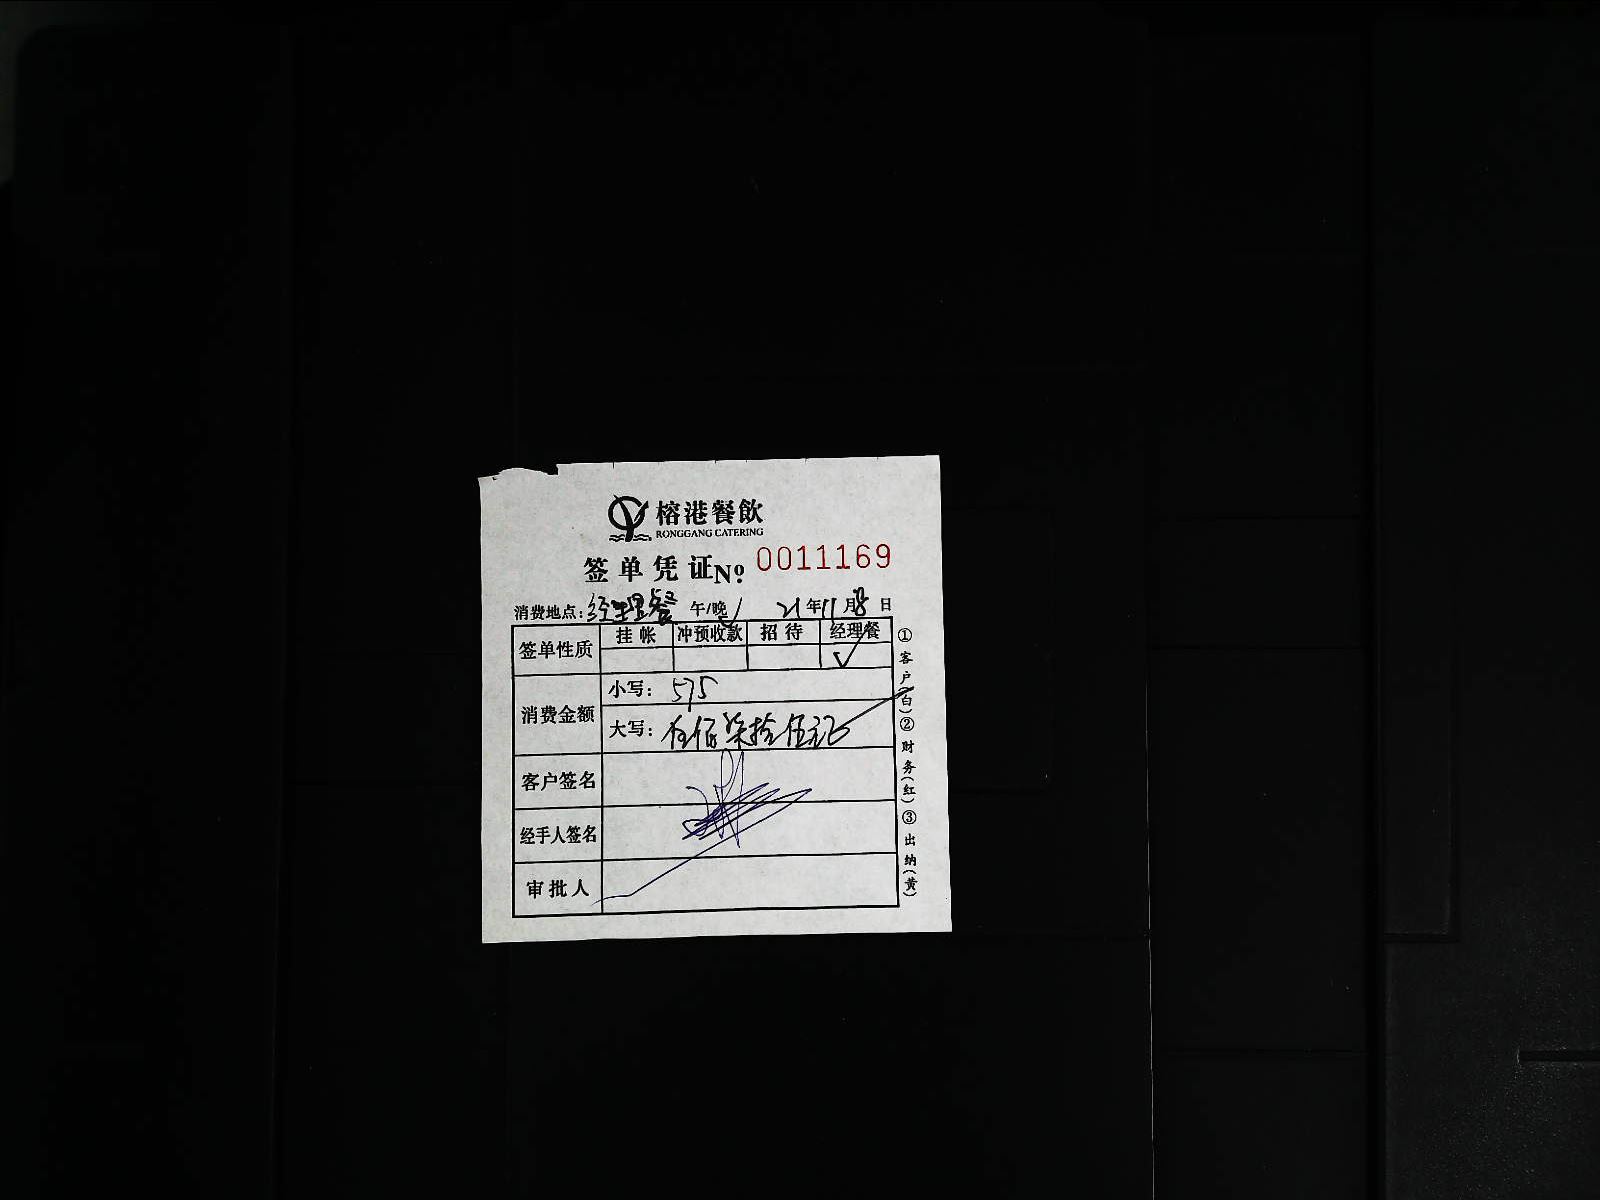 榕港餐飲
RONGGANG CATERING
签单凭证№ 0011169
消费地点:经理餐 午/晚 21年11月8日
签单性质 挂帐 冲预收款 招待 经理餐
√
消费金额 小写: 575
大写: 伍佰柒拾伍元
客户签名
经手人签名
审批人
①客户(白)②财务(红)③出纳(黄)